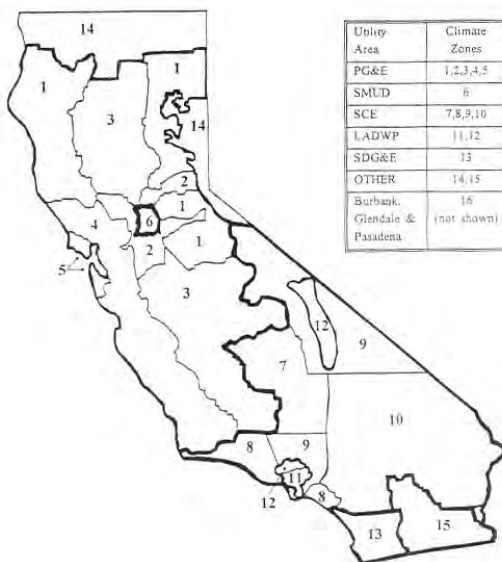 14
1
1
3
14
2
1
4
6
2
1
5
3
12
9
7
10
8
9
11
12
8
13
15
Utility Area Climate Zones
PG&E 1,2,3,4,5
SMUD 6
SCE 7,8,9,10
LADWP 11,12
SDG&E 13
OTHER 14,15
Burbank, 16
Glendale & (not shown)
Pasadena